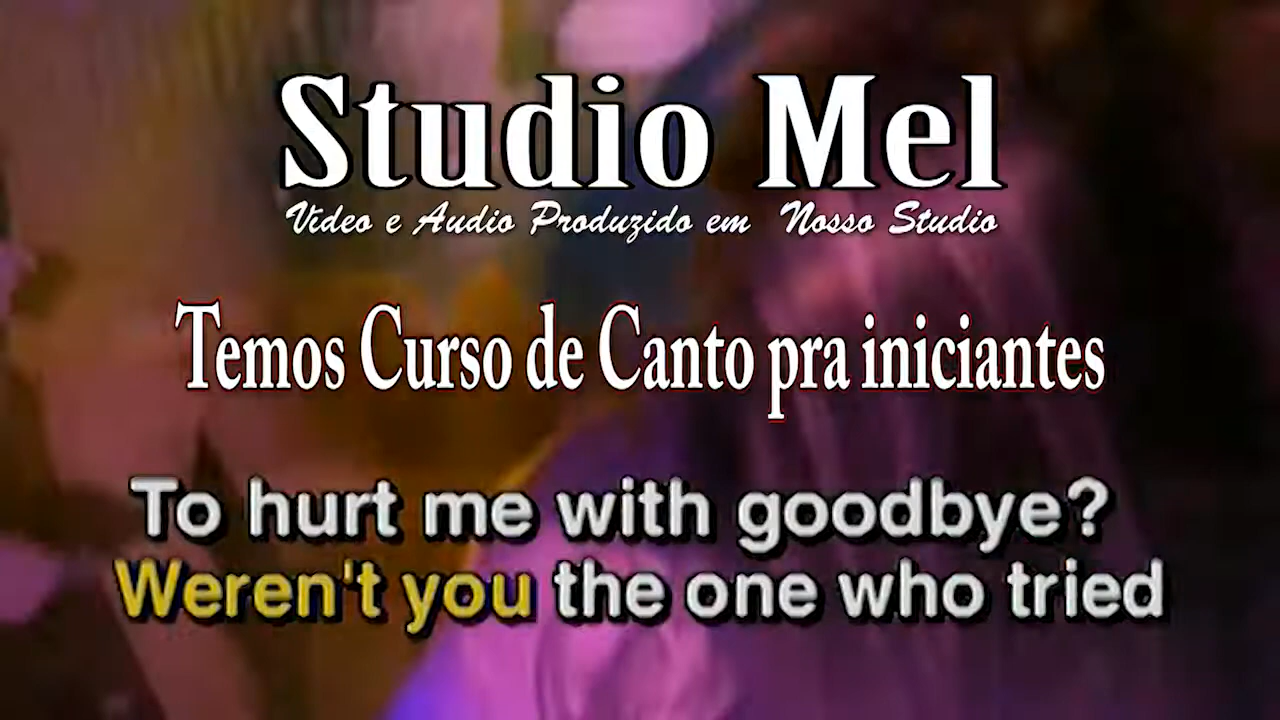 Studio Mel
Video e Audio Produzido em Nosso Studio
Temos Curso de Canto pra iniciantes
To hurt me with goodbye?
Weren't you the one who tried